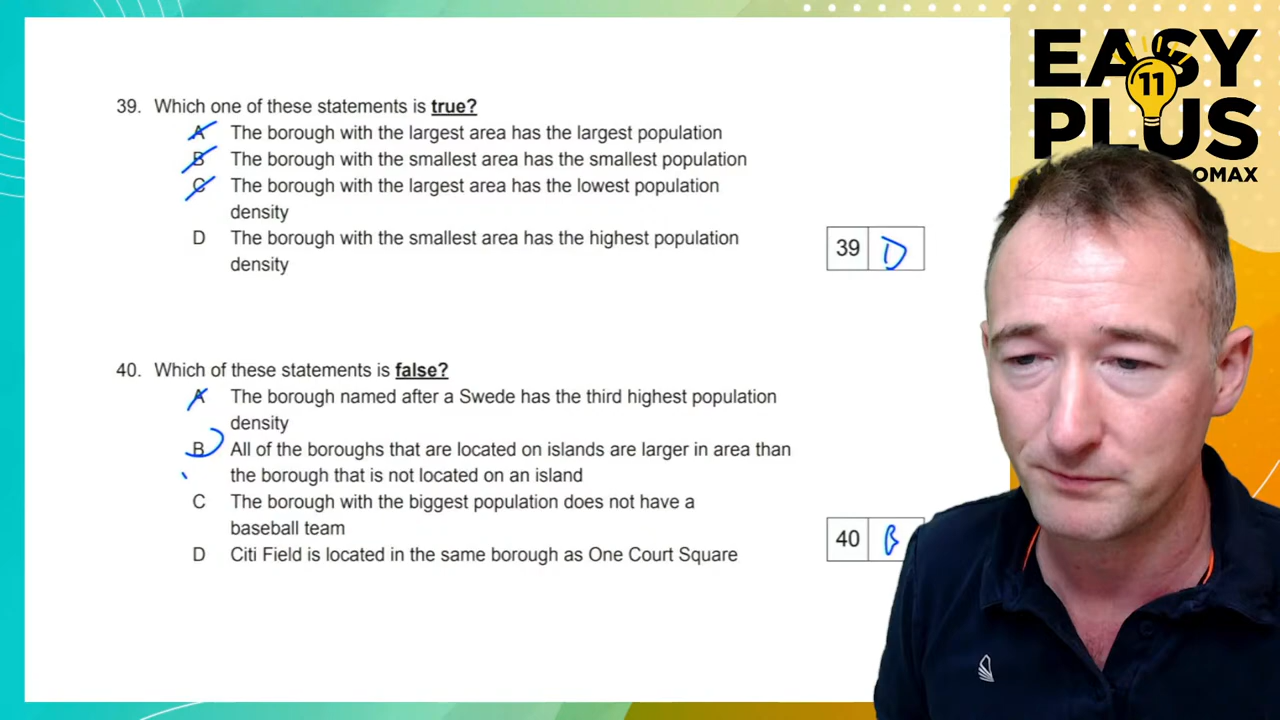 EASY
11
PLUS
OMAX
39. Which one of these statements is true?
A The borough with the largest area has the largest population
B The borough with the smallest area has the smallest population
C The borough with the largest area has the lowest population
density
D The borough with the smallest area has the highest population
density
39 D
40. Which of these statements is false?
A The borough named after a Swede has the third highest population
density
B All of the boroughs that are located on islands are larger in area than
the borough that is not located on an island
C The borough with the biggest population does not have a
baseball team
D Citi Field is located in the same borough as One Court Square
40 B